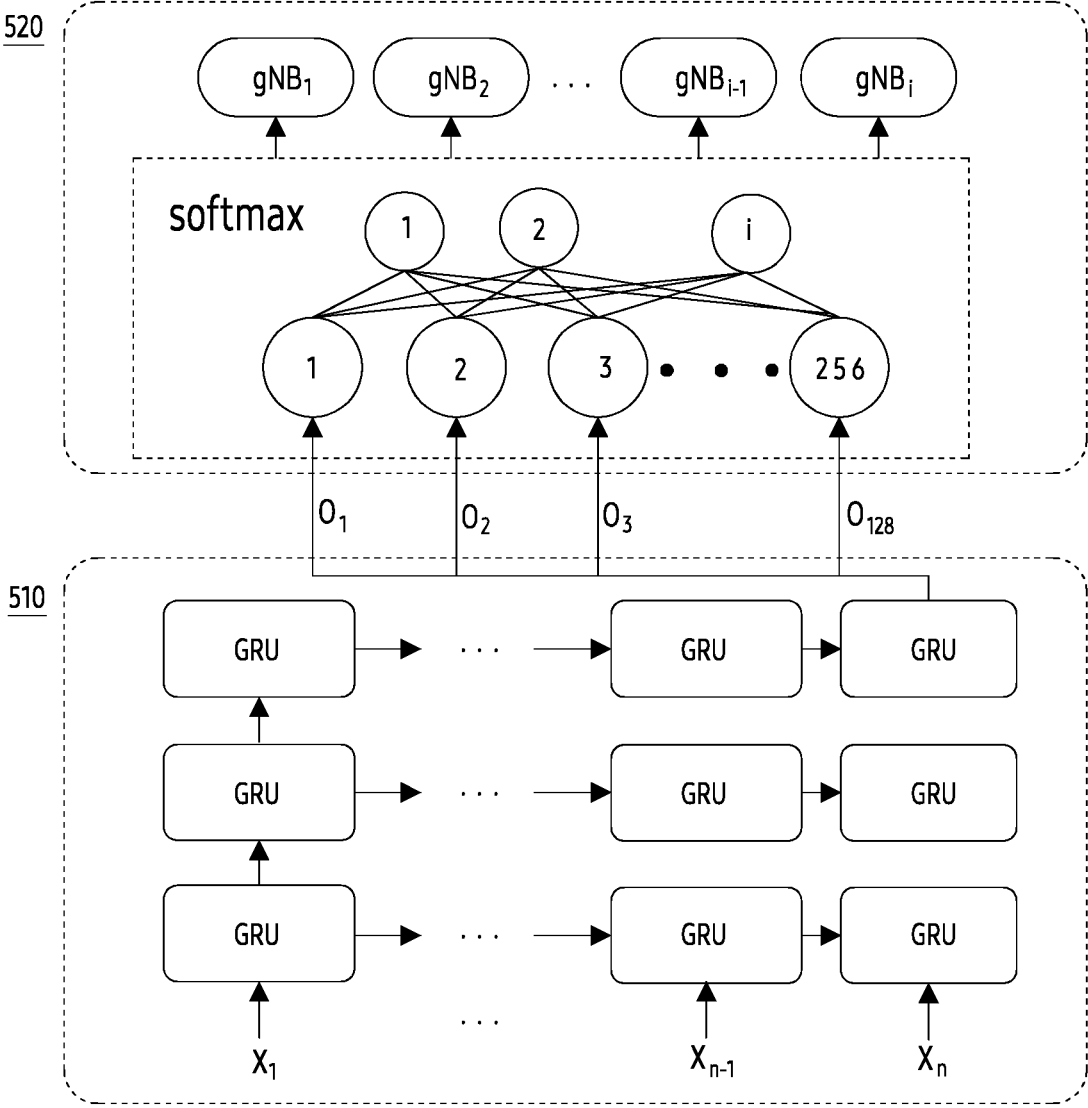 520
gNB1 gNB2 ... gNBi-1 gNBi
softmax
1 2 i
1 2 3 • • • 256
O1 O2 O3 O128
510
GRU ... GRU GRU
GRU ... GRU GRU
GRU ... GRU GRU
...
X1 Xn-1 Xn